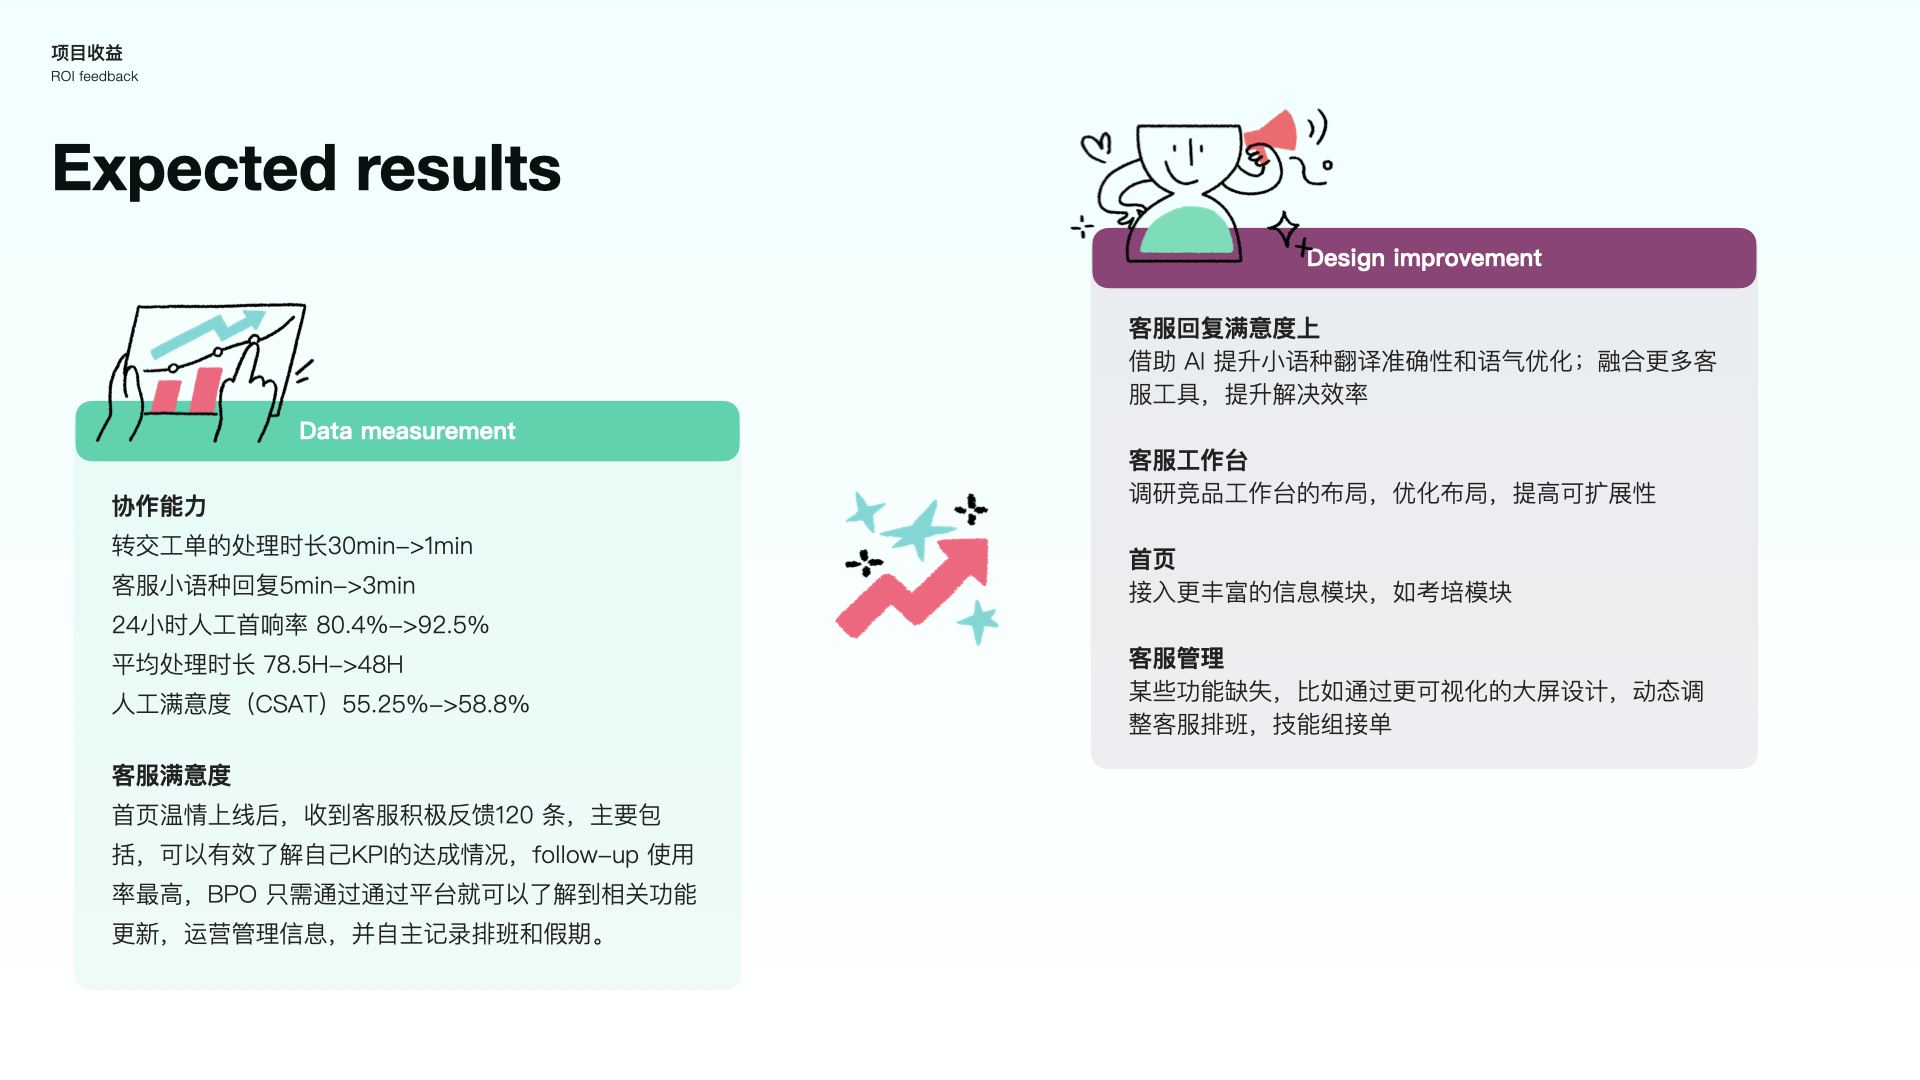 项目收益
ROI feedback
Expected results
Data measurement
协作能力
转交工单的处理时长30min->1min
客服小语种回复5min->3min
24小时人工首响率 80.4%->92.5%
平均处理时长 78.5H->48H
人工满意度（CSAT）55.25%->58.8%
客服满意度
首页温情上线后，收到客服积极反馈120 条，主要包
括，可以有效了解自己KPI的达成情况，follow-up 使用
率最高，BPO 只需通过通过平台就可以了解到相关功能
更新，运营管理信息，并自主记录排班和假期。
Design improvement
客服回复满意度上
借助 AI 提升小语种翻译准确性和语气优化；融合更多客
服工具，提升解决效率
客服工作台
调研竞品工作台的布局，优化布局，提高可扩展性
首页
接入更丰富的信息模块，如考培模块
客服管理
某些功能缺失，比如通过更可视化的大屏设计，动态调
整客服排班，技能组接单